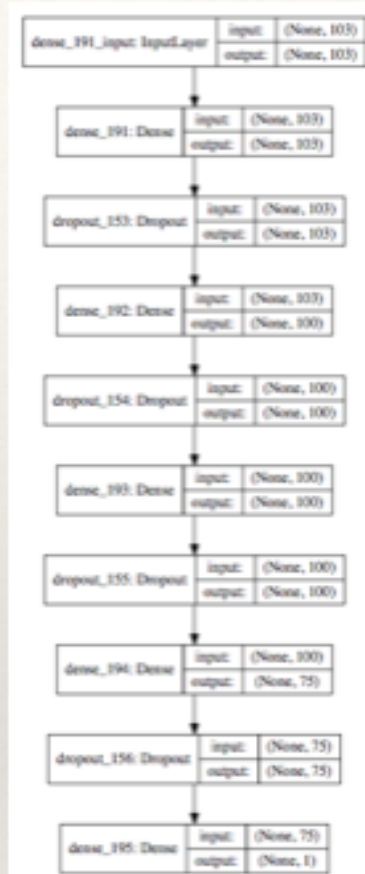 dense_191_input: InputLayer input: (None, 103)
output: (None, 103)
dense_191: Dense input: (None, 103)
output: (None, 103)
dropout_153: Dropout input: (None, 103)
output: (None, 103)
dense_192: Dense input: (None, 103)
output: (None, 100)
dropout_154: Dropout input: (None, 100)
output: (None, 100)
dense_193: Dense input: (None, 100)
output: (None, 100)
dropout_155: Dropout input: (None, 100)
output: (None, 100)
dense_194: Dense input: (None, 100)
output: (None, 75)
dropout_156: Dropout input: (None, 75)
output: (None, 75)
dense_195: Dense input: (None, 75)
output: (None, 1)